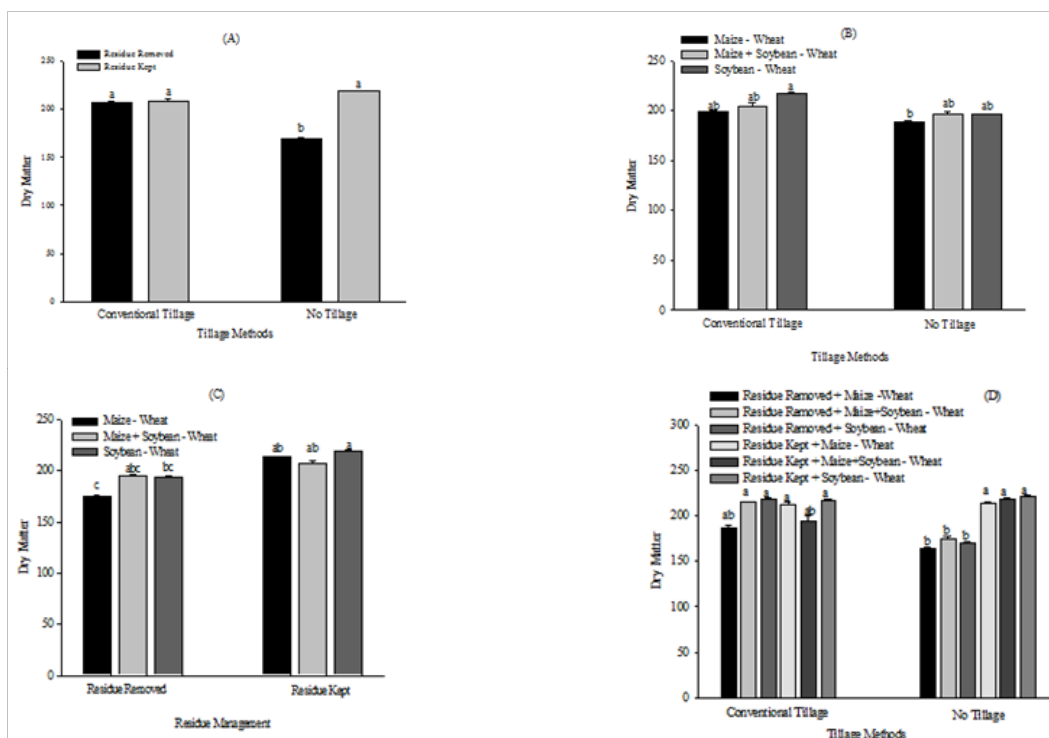 (A)
Residue Removed
Residue Kept
250
200
150
100
50
0
Dry Matter
a
a
b
a
Conventional Tillage
No Tillage
Tillage Methods
(B)
Maize - Wheat
Maize + Soybean - Wheat
Soybean - Wheat
250
200
150
100
50
0
Dry Matter
ab
ab
a
b
ab
ab
Conventional Tillage
No Tillage
Tillage Methods
(C)
Maize - Wheat
Maize + Soybean - Wheat
Soybean - Wheat
250
200
150
100
50
0
Dry Matter
c
abc
bc
ab
ab
a
Residue Removed
Residue Kept
Residue Management
(D)
Residue Removed + Maize -Wheat
Residue Removed + Maize+Soybean - Wheat
Residue Removed + Soybean - Wheat
Residue Kept + Maize - Wheat
Residue Kept + Maize+Soybean - Wheat
Residue Kept + Soybean - Wheat
300
250
200
150
100
50
0
Dry Matter
ab
a
a
a
ab
a
b
b
b
a
a
a
Conventional Tillage
No Tillage
Tillage Methods